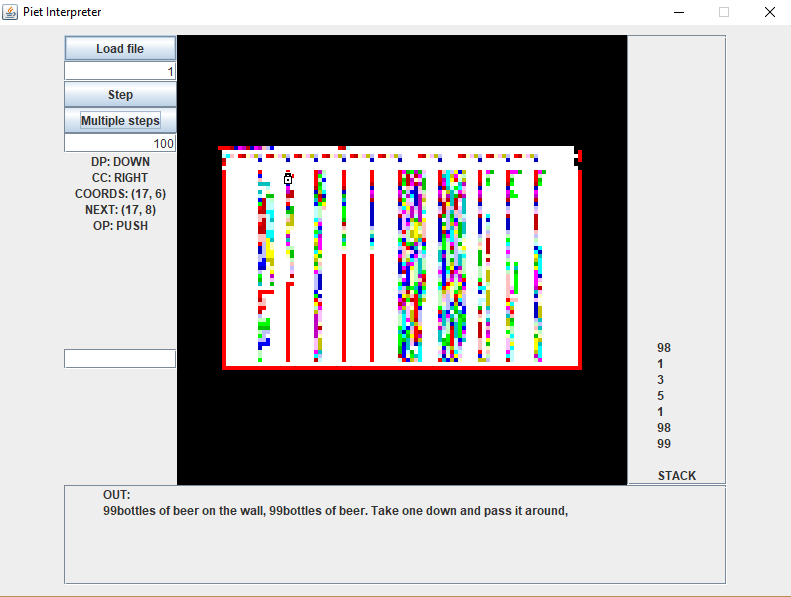 Piet Interpreter
Load file
1
Step
Multiple steps
100
DP: DOWN
CC: RIGHT
COORDS: (17, 6)
NEXT: (17, 8)
OP: PUSH
98
1
3
5
1
98
99
STACK
OUT:
99bottles of beer on the wall, 99bottles of beer. Take one down and pass it around,